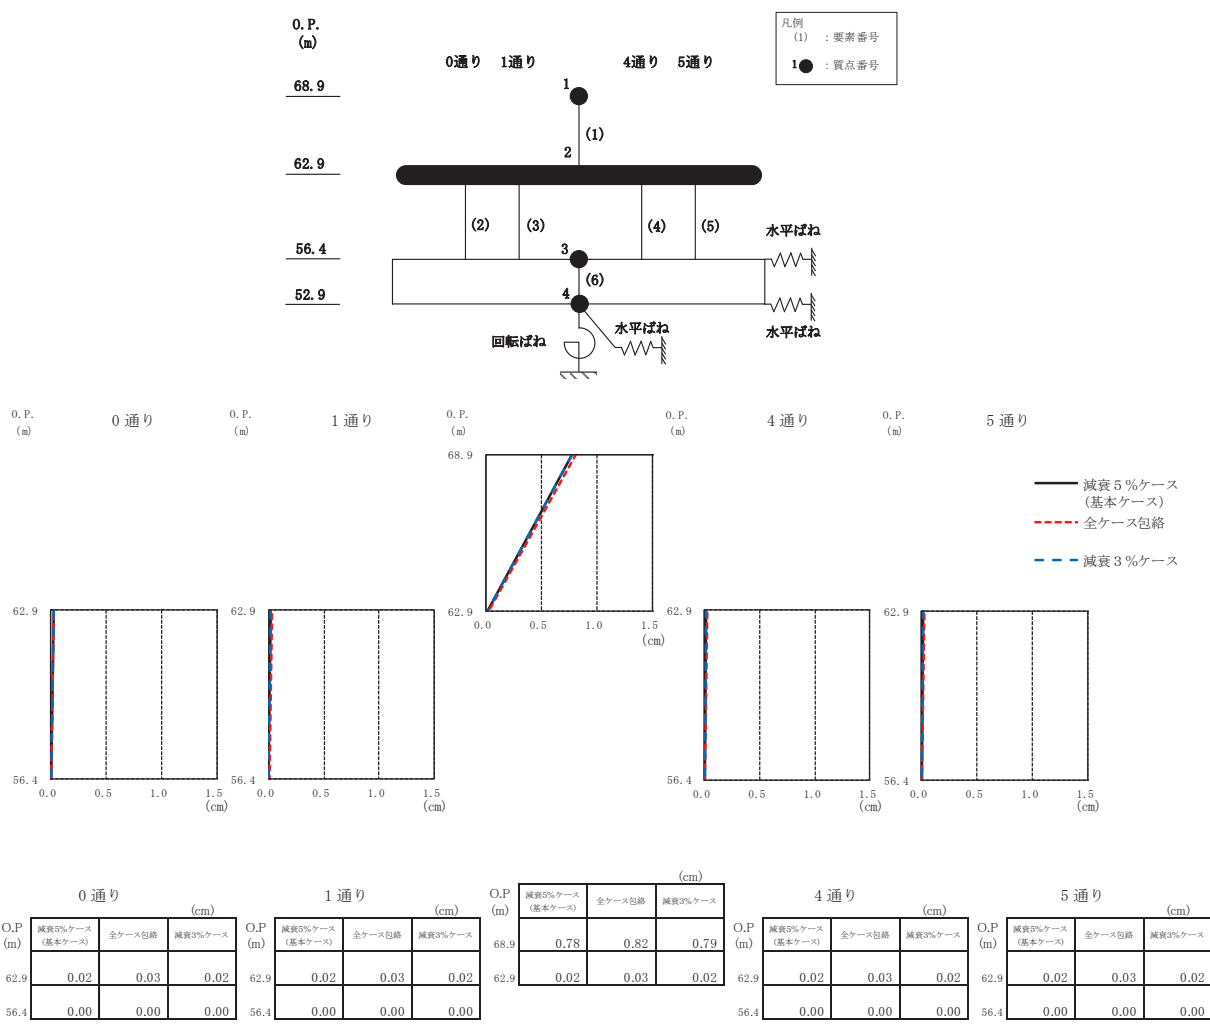 O.P.
(m)
0通り 1通り 4通り 5通り
凡例
(1) : 要素番号
1 : 質点番号
68.9
1
(1)
62.9
2
(2) (3) (4) (5)
水平ばね
56.4
3
(6)
52.9
4
水平ばね
水平ばね
回転ばね
O.P.
(m)
0 通り
O.P.
(m)
1 通り
O.P.
(m)
O.P.
(m)
4 通り
O.P.
(m)
5 通り
68.9
62.9
0.0 0.5 1.0 1.5
(cm)
減衰５%ケース
(基本ケース)
全ケース包絡
減衰３%ケース
62.9
56.4
0.0 0.5 1.0 1.5
(cm)
62.9
56.4
0.0 0.5 1.0 1.5
(cm)
62.9
56.4
0.0 0.5 1.0 1.5
(cm)
62.9
56.4
0.0 0.5 1.0 1.5
(cm)
0 通り
(cm)
O.P
(m)
減衰5%ケース
(基本ケース)
全ケース包絡
減衰3%ケース
62.9 0.02 0.03 0.02
56.4 0.00 0.00 0.00
1 通り
(cm)
O.P
(m)
減衰5%ケース
(基本ケース)
全ケース包絡
減衰3%ケース
62.9 0.02 0.03 0.02
56.4 0.00 0.00 0.00
(cm)
O.P
(m)
減衰5%ケース
(基本ケース)
全ケース包絡
減衰3%ケース
68.9 0.78 0.82 0.79
62.9 0.02 0.03 0.02
4 通り
(cm)
O.P
(m)
減衰5%ケース
(基本ケース)
全ケース包絡
減衰3%ケース
62.9 0.02 0.03 0.02
56.4 0.00 0.00 0.00
5 通り
(cm)
O.P
(m)
減衰5%ケース
(基本ケース)
全ケース包絡
減衰3%ケース
62.9 0.02 0.03 0.02
56.4 0.00 0.00 0.00